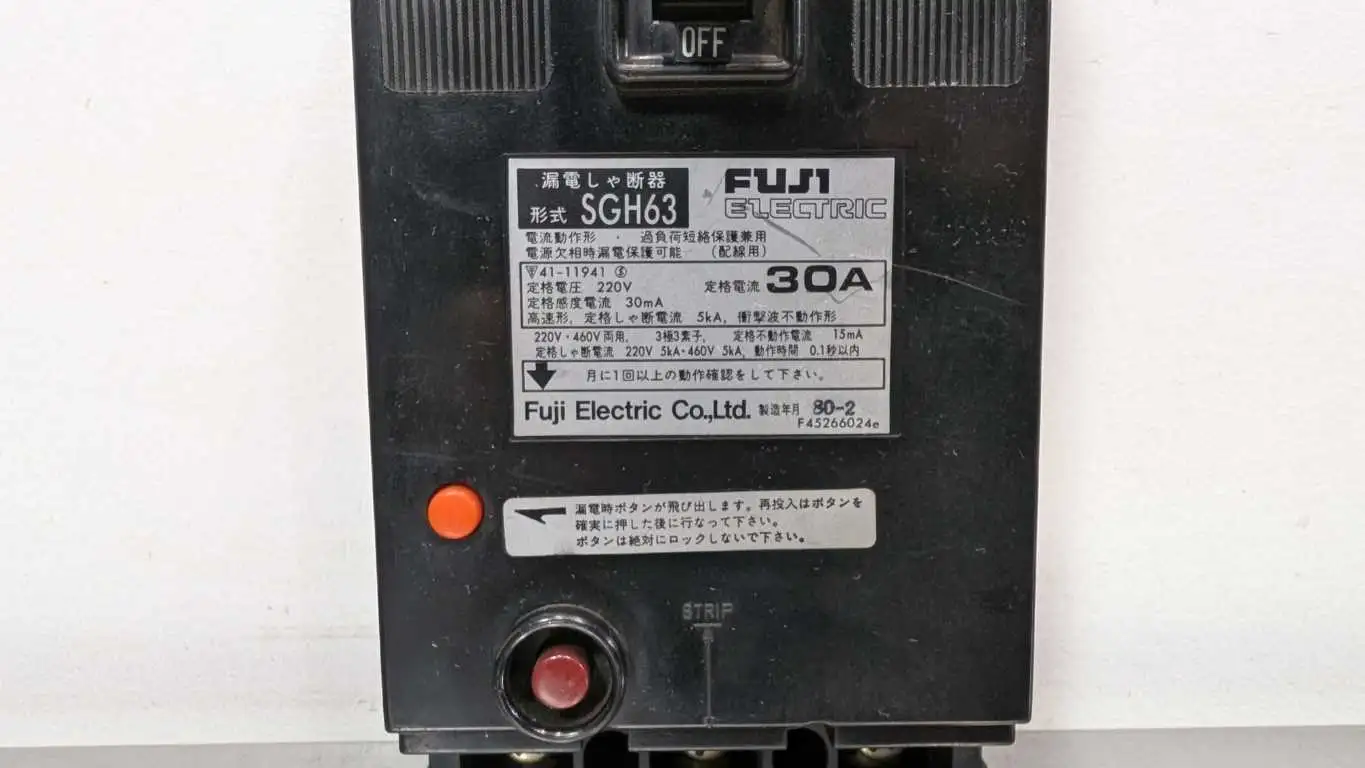 OFF
漏電しゃ断器
形式 SGH63
FUJI
ELECTRIC
電流動作形 · 過負荷短絡保護兼用
電源欠相時漏電保護可能 (配線用)
41-11941
定格電圧 220V 定格電流 30A
定格感度電流 30mA
高速形, 定格しゃ断電流 5kA, 衝撃波不動作形
220V·460V両用, 3極3素子, 定格不動作電流 15mA
定格しゃ断電流 220V 5kA·460V 5kA, 動作時間 0.1秒以内
月に1回以上の動作確認をして下さい。
Fuji Electric Co.,Ltd. 製造年月 80-2
F45266024e
漏電時ボタンが飛び出します。再投入はボタンを
確実に押した後に行なって下さい。
ボタンは絶対にロックしないで下さい。
STRIP